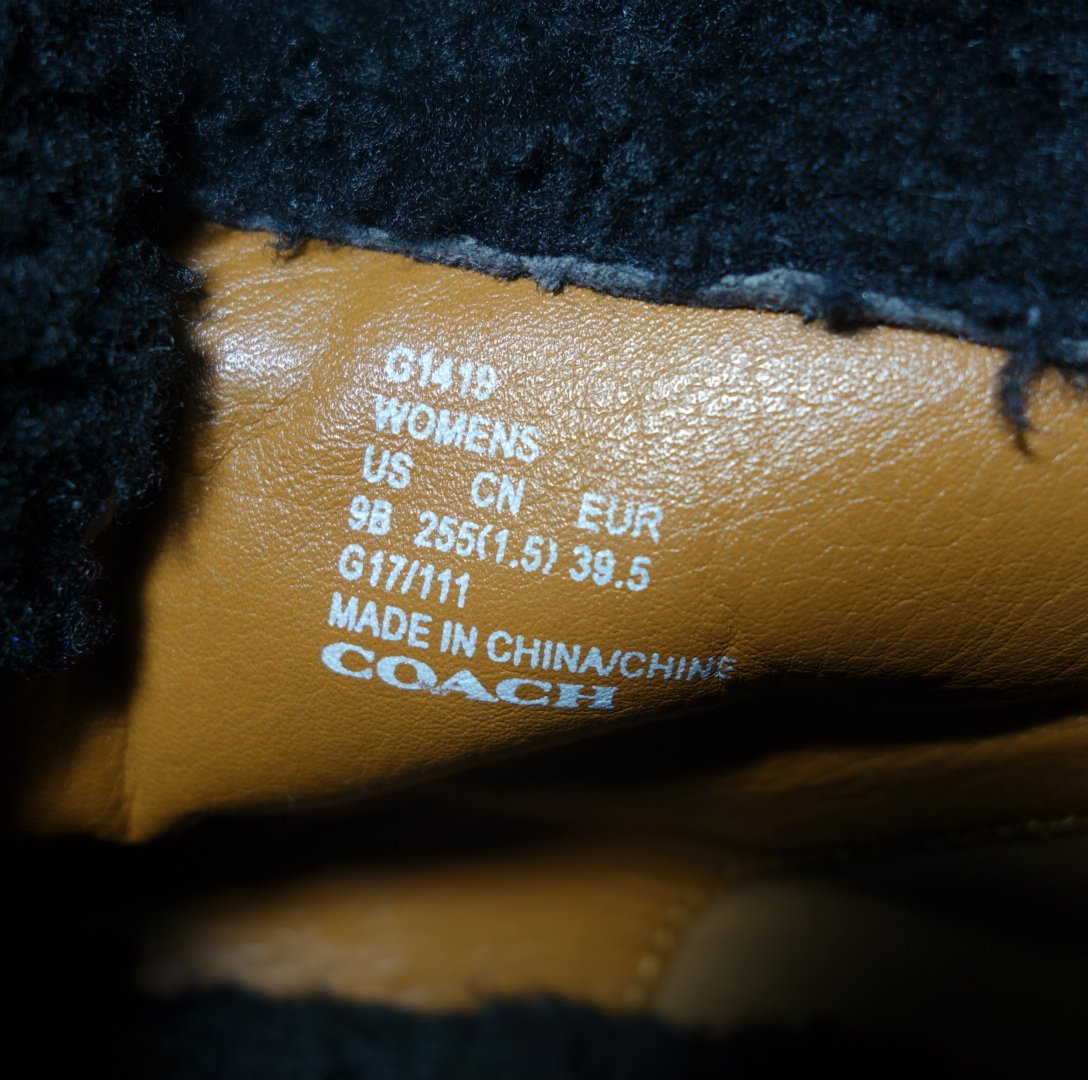 G1419
WOMENS
US CN EUR
9B 255(1.5) 39.5
G17/111
MADE IN CHINA/CHINE
COACH